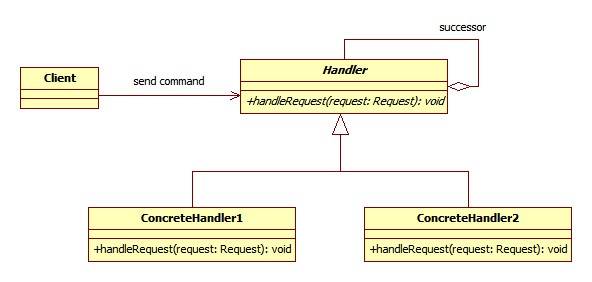 successor
Client
send command
Handler
+handleRequest(request: Request): void
ConcreteHandler1
+handleRequest(request: Request): void
ConcreteHandler2
+handleRequest(request: Request): void